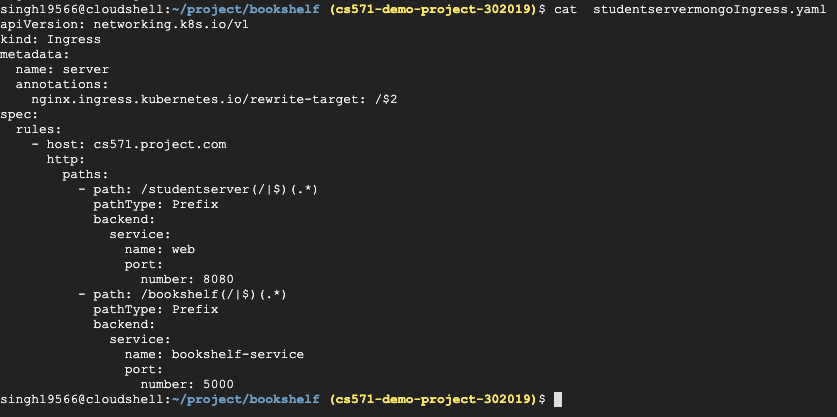 singh19566@cloudshell:~/project/bookshelf (cs571-demo-project-302019)$ cat  studentservermongoIngress.yaml
apiVersion: networking.k8s.io/v1
kind: Ingress
metadata:
  name: server
  annotations:
    nginx.ingress.kubernetes.io/rewrite-target: /$2
spec:
  rules:
    - host: cs571.project.com
      http:
        paths:
          - path: /studentserver(/|$)(.*)
            pathType: Prefix
            backend:
              service:
                name: web
                port:
                  number: 8080
          - path: /bookshelf(/|$)(.*)
            pathType: Prefix
            backend:
              service:
                name: bookshelf-service
                port:
                  number: 5000
singh19566@cloudshell:~/project/bookshelf (cs571-demo-project-302019)$